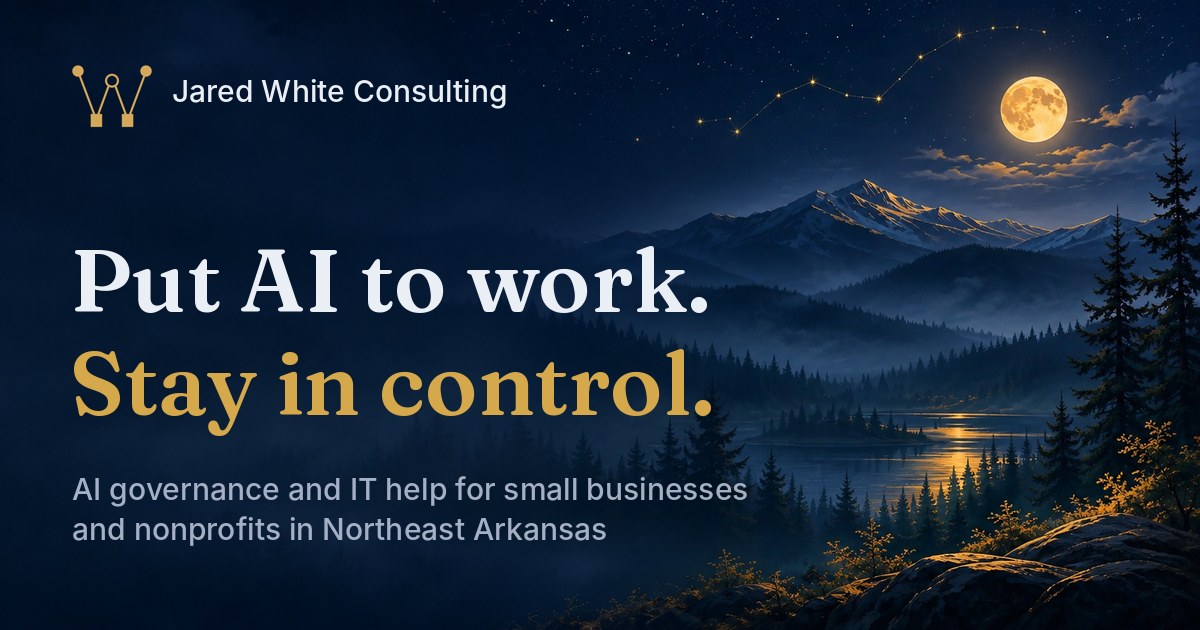 Jared White Consulting
Put AI to work.
Stay in control.
AI governance and IT help for small businesses
and nonprofits in Northeast Arkansas